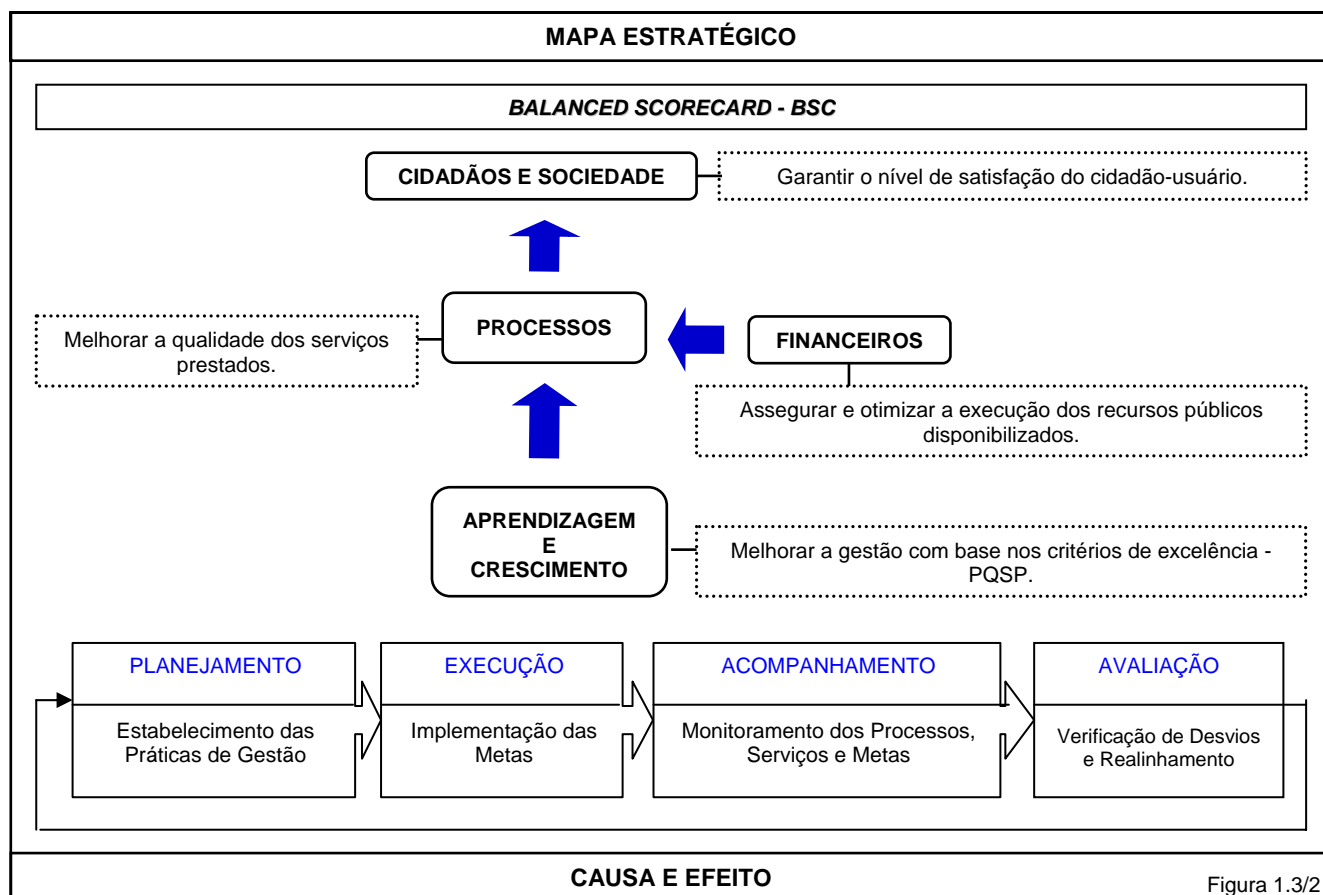 MAPA ESTRATÉGICO
BALANCED SCORECARD - BSC
CIDADÃOS E SOCIEDADE
Garantir o nível de satisfação do cidadão-usuário.
PROCESSOS
Melhorar a qualidade dos serviços
prestados.
FINANCEIROS
Assegurar e otimizar a execução dos recursos públicos
disponibilizados.
APRENDIZAGEM
E
CRESCIMENTO
Melhorar a gestão com base nos critérios de excelência -
PQSP.
PLANEJAMENTO
Estabelecimento das
Práticas de Gestão
EXECUÇÃO
Implementação das
Metas
ACOMPANHAMENTO
Monitoramento dos Processos,
Serviços e Metas
AVALIAÇÃO
Verificação de Desvios
e Realinhamento
CAUSA E EFEITO
Figura 1.3/2